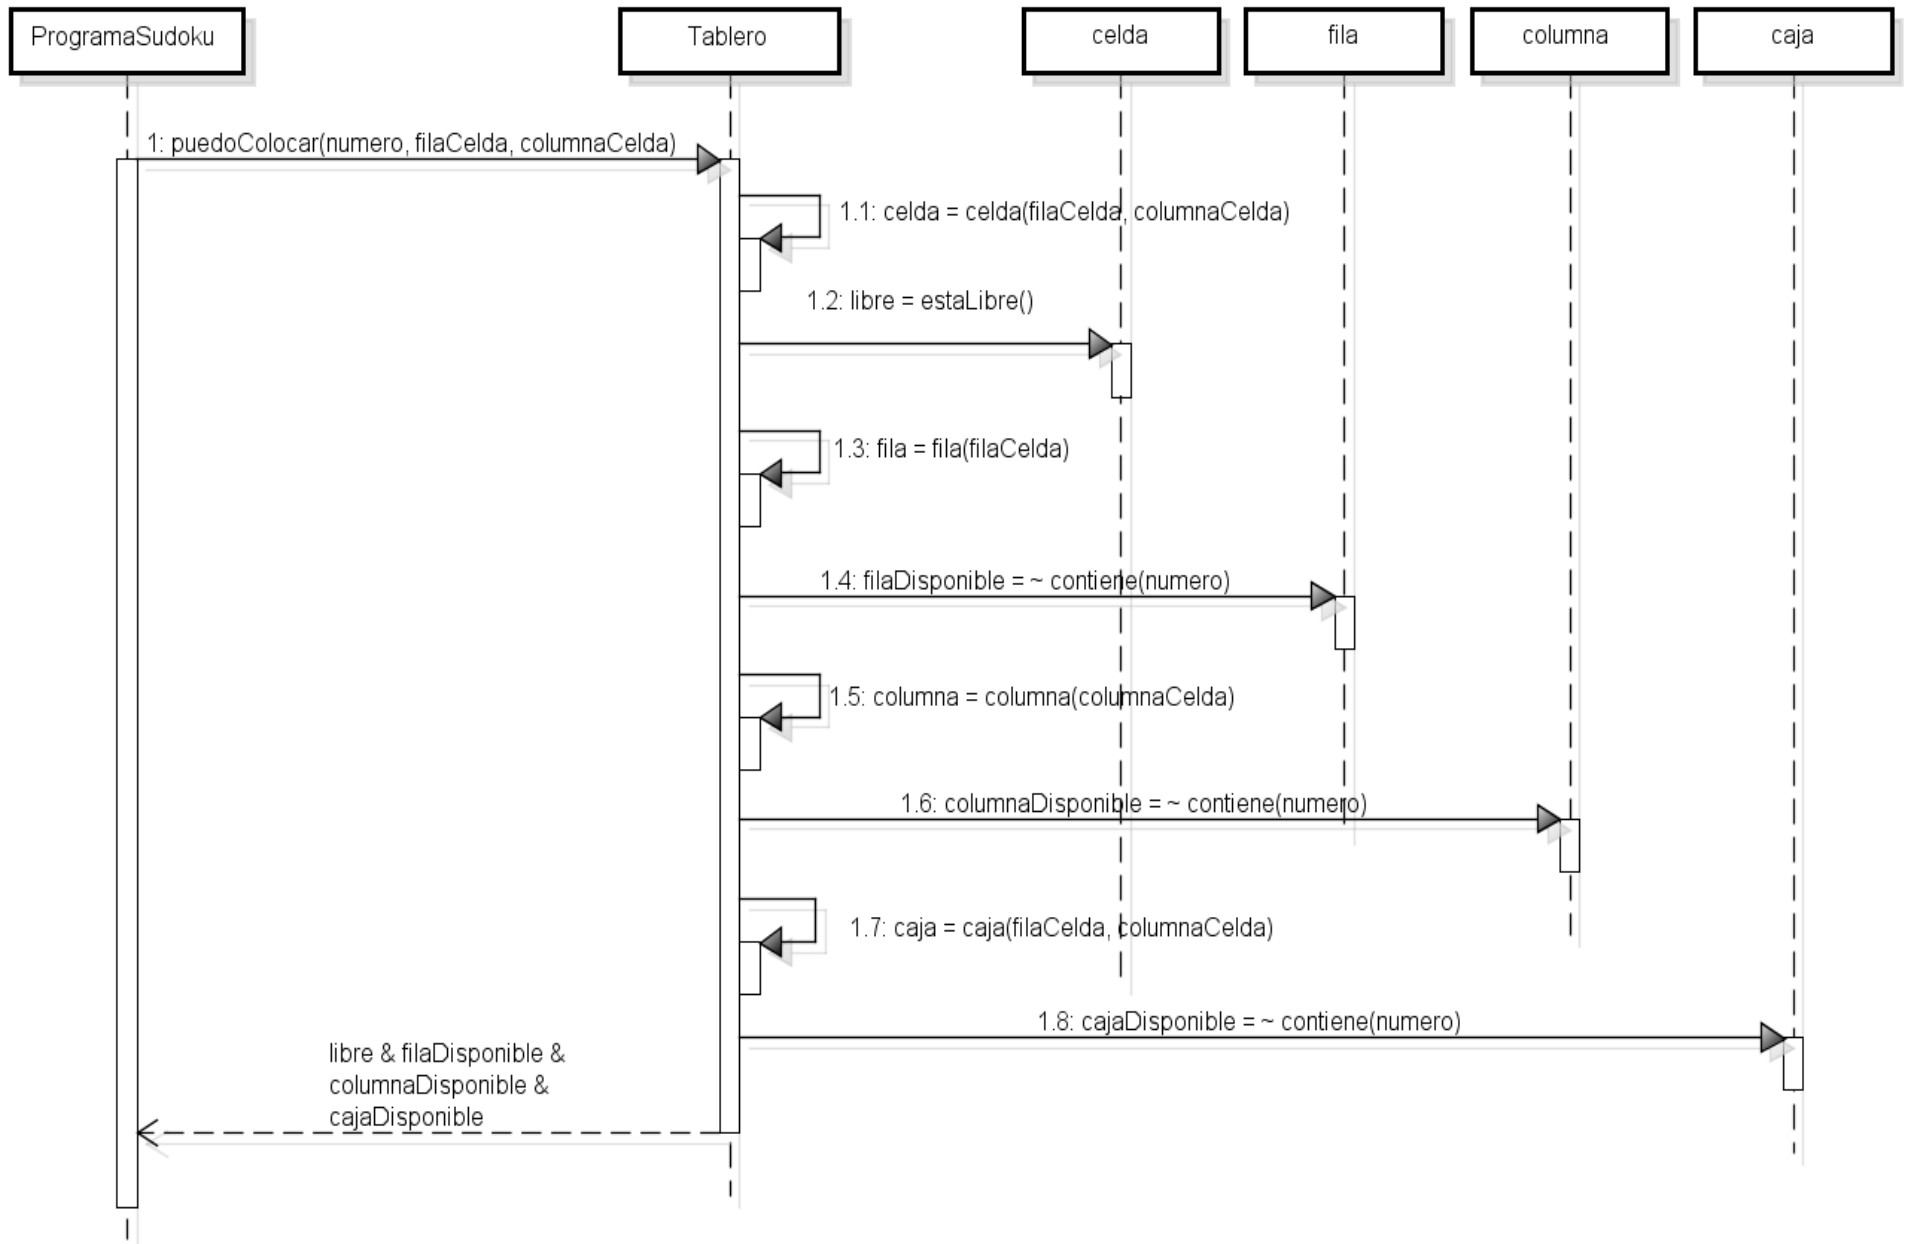 ProgramaSudoku
Tablero
celda
fila
columna
caja
1: puedoColocar(numero, filaCelda, columnaCelda)
1.1: celda = celda(filaCelda, columnaCelda)
1.2: libre = estaLibre()
1.3: fila = fila(filaCelda)
1.4: filaDisponible = ~ contiene(numero)
1.5: columna = columna(columnaCelda)
1.6: columnaDisponible = ~ contiene(numero)
1.7: caja = caja(filaCelda, columnaCelda)
1.8: cajaDisponible = ~ contiene(numero)
libre & filaDisponible &
columnaDisponible &
cajaDisponible